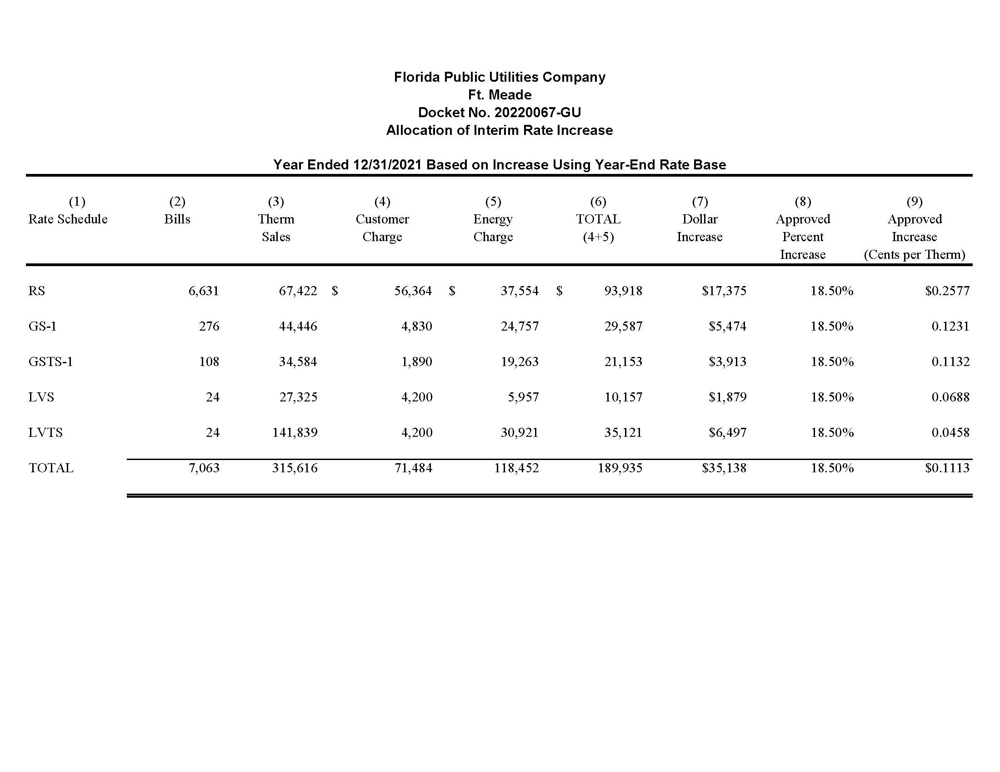 Florida Public Utilities Company
Ft. Meade
Docket No. 20220067-GU
Allocation of Interim Rate Increase
Year Ended 12/31/2021 Based on Increase Using Year-End Rate Base
(1) (2) (3) (4) (5) (6) (7) (8) (9)
Rate Schedule Bills Therm Customer Energy TOTAL Dollar Approved Approved
Sales Charge Charge (4+5) Increase Percent Increase
Increase (Cents per Therm)
RS 6,631 67,422 $ 56,364 $ 37,554 $ 93,918 $17,375 18.50% $0.2577
GS-1 276 44,446 4,830 24,757 29,587 $5,474 18.50% 0.1231
GSTS-1 108 34,584 1,890 19,263 21,153 $3,913 18.50% 0.1132
LVS 24 27,325 4,200 5,957 10,157 $1,879 18.50% 0.0688
LVTS 24 141,839 4,200 30,921 35,121 $6,497 18.50% 0.0458
TOTAL 7,063 315,616 71,484 118,452 189,935 $35,138 18.50% $0.1113